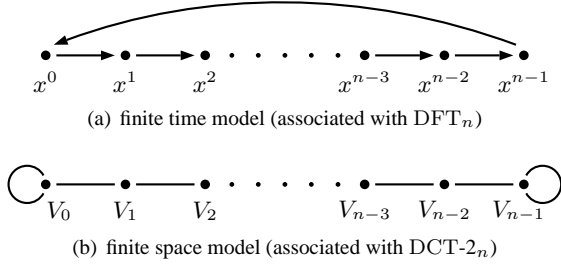 x^0 x^1 x^2 x^{n−3} x^{n−2} x^{n−1}
(a) finite time model (associated with DFT_n)
V_0 V_1 V_2 V_{n−3} V_{n−2} V_{n−1}
(b) finite space model (associated with DCT-2_n)